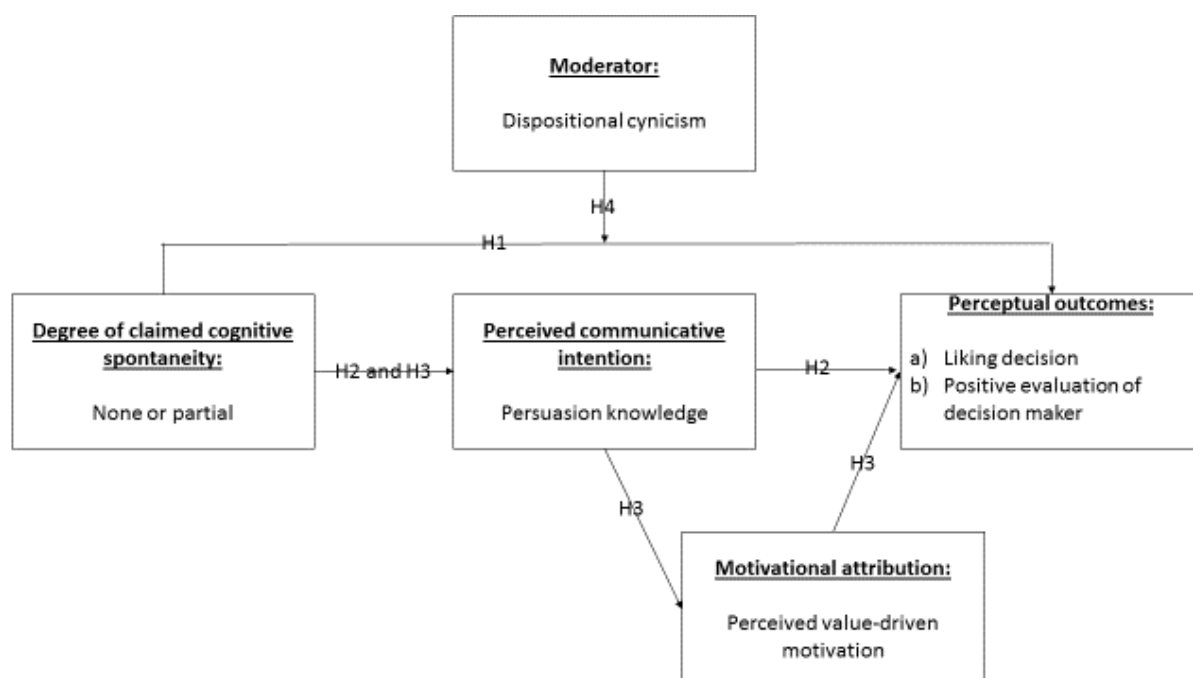 Moderator:
Dispositional cynicism
H4
H1
Degree of claimed cognitive
spontaneity:
None or partial
H2 and H3
Perceived communicative
intention:
Persuasion knowledge
H2
Perceptual outcomes:
a) Liking decision
b) Positive evaluation of
decision maker
H3
H3
Motivational attribution:
Perceived value-driven
motivation